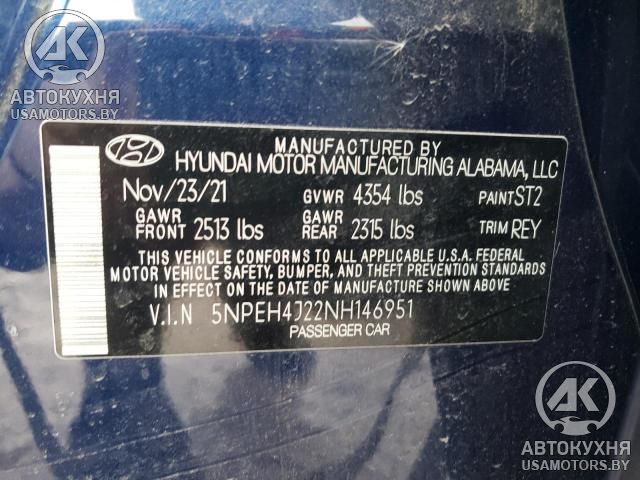 AK
АВТОКУХНЯ
USAMOTORS.BY
MANUFACTURED BY
HYUNDAI MOTOR MANUFACTURING ALABAMA, LLC
Nov/23/21 GVWR 4354 lbs PAINT ST2
GAWR FRONT 2513 lbs GAWR REAR 2315 lbs TRIM REY
THIS VEHICLE CONFORMS TO ALL APPLICABLE U.S.A. FEDERAL
MOTOR VEHICLE SAFETY, BUMPER, AND THEFT PREVENTION STANDARDS
IN EFFECT ON THE DATE OF MANUFACTURE SHOWN ABOVE.
V.I.N 5NPEH4J22NH146951
PASSENGER CAR
AK
АВТОКУХНЯ
USAMOTORS.BY